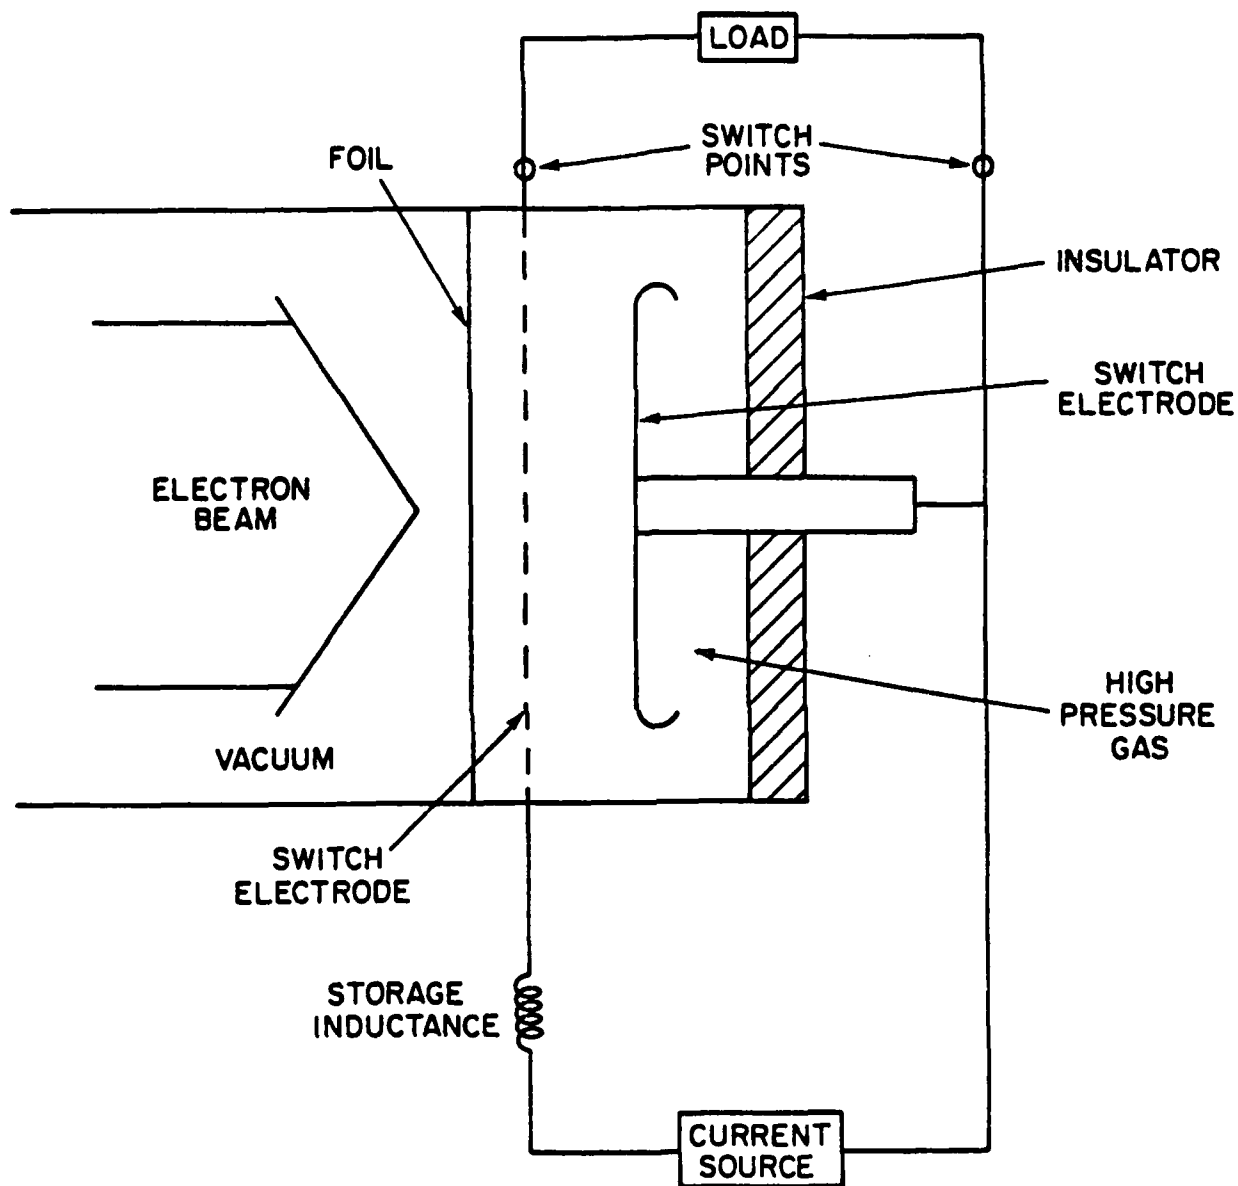 LOAD
SWITCH
POINTS
FOIL
INSULATOR
SWITCH
ELECTRODE
ELECTRON
BEAM
HIGH
PRESSURE
GAS
VACUUM
SWITCH
ELECTRODE
STORAGE
INDUCTANCE
CURRENT
SOURCE